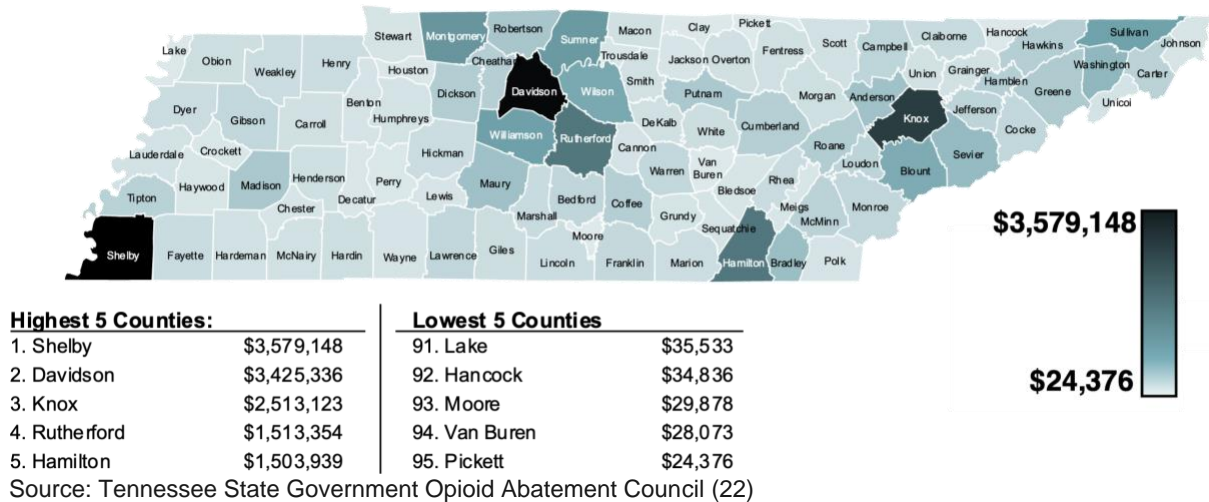 Pickett
Stewart Montgomery Robertson Sumner Macon Clay Scott Claiborne Hancock Hawkins Sullivan Johnson
Lake Obion Weakley Henry Houston Cheatham Trousdale Jackson Overton Fentress Campbell Union Grainger Hamblen Washington Carter
Dyer Gibson Carroll Benton Humphreys Dickson Davidson Wilson Smith Putnam Morgan Anderson Knox Jefferson Greene Unicoi
Lauderdale Crockett Hickman Williamson Rutherford DeKalb White Cumberland Roane Loudon Sevier Cocke
Tipton Haywood Madison Henderson Decatur Perry Lewis Maury Cannon Warren Van Buren Bledsoe Rhea Blount
Chester Marshall Bedford Coffee Grundy Sequatchie Meigs McMinn Monroe
Shelby Fayette Hardeman McNairy Hardin Wayne Lawrence Giles Lincoln Moore Franklin Marion Hamilton Bradley Polk
$3,579,148
$24,376
Highest 5 Counties:
1. Shelby $3,579,148
2. Davidson $3,425,336
3. Knox $2,513,123
4. Rutherford $1,513,354
5. Hamilton $1,503,939
Lowest 5 Counties
91. Lake $35,533
92. Hancock $34,836
93. Moore $29,878
94. Van Buren $28,073
95. Pickett $24,376
Source: Tennessee State Government Opioid Abatement Council (22)